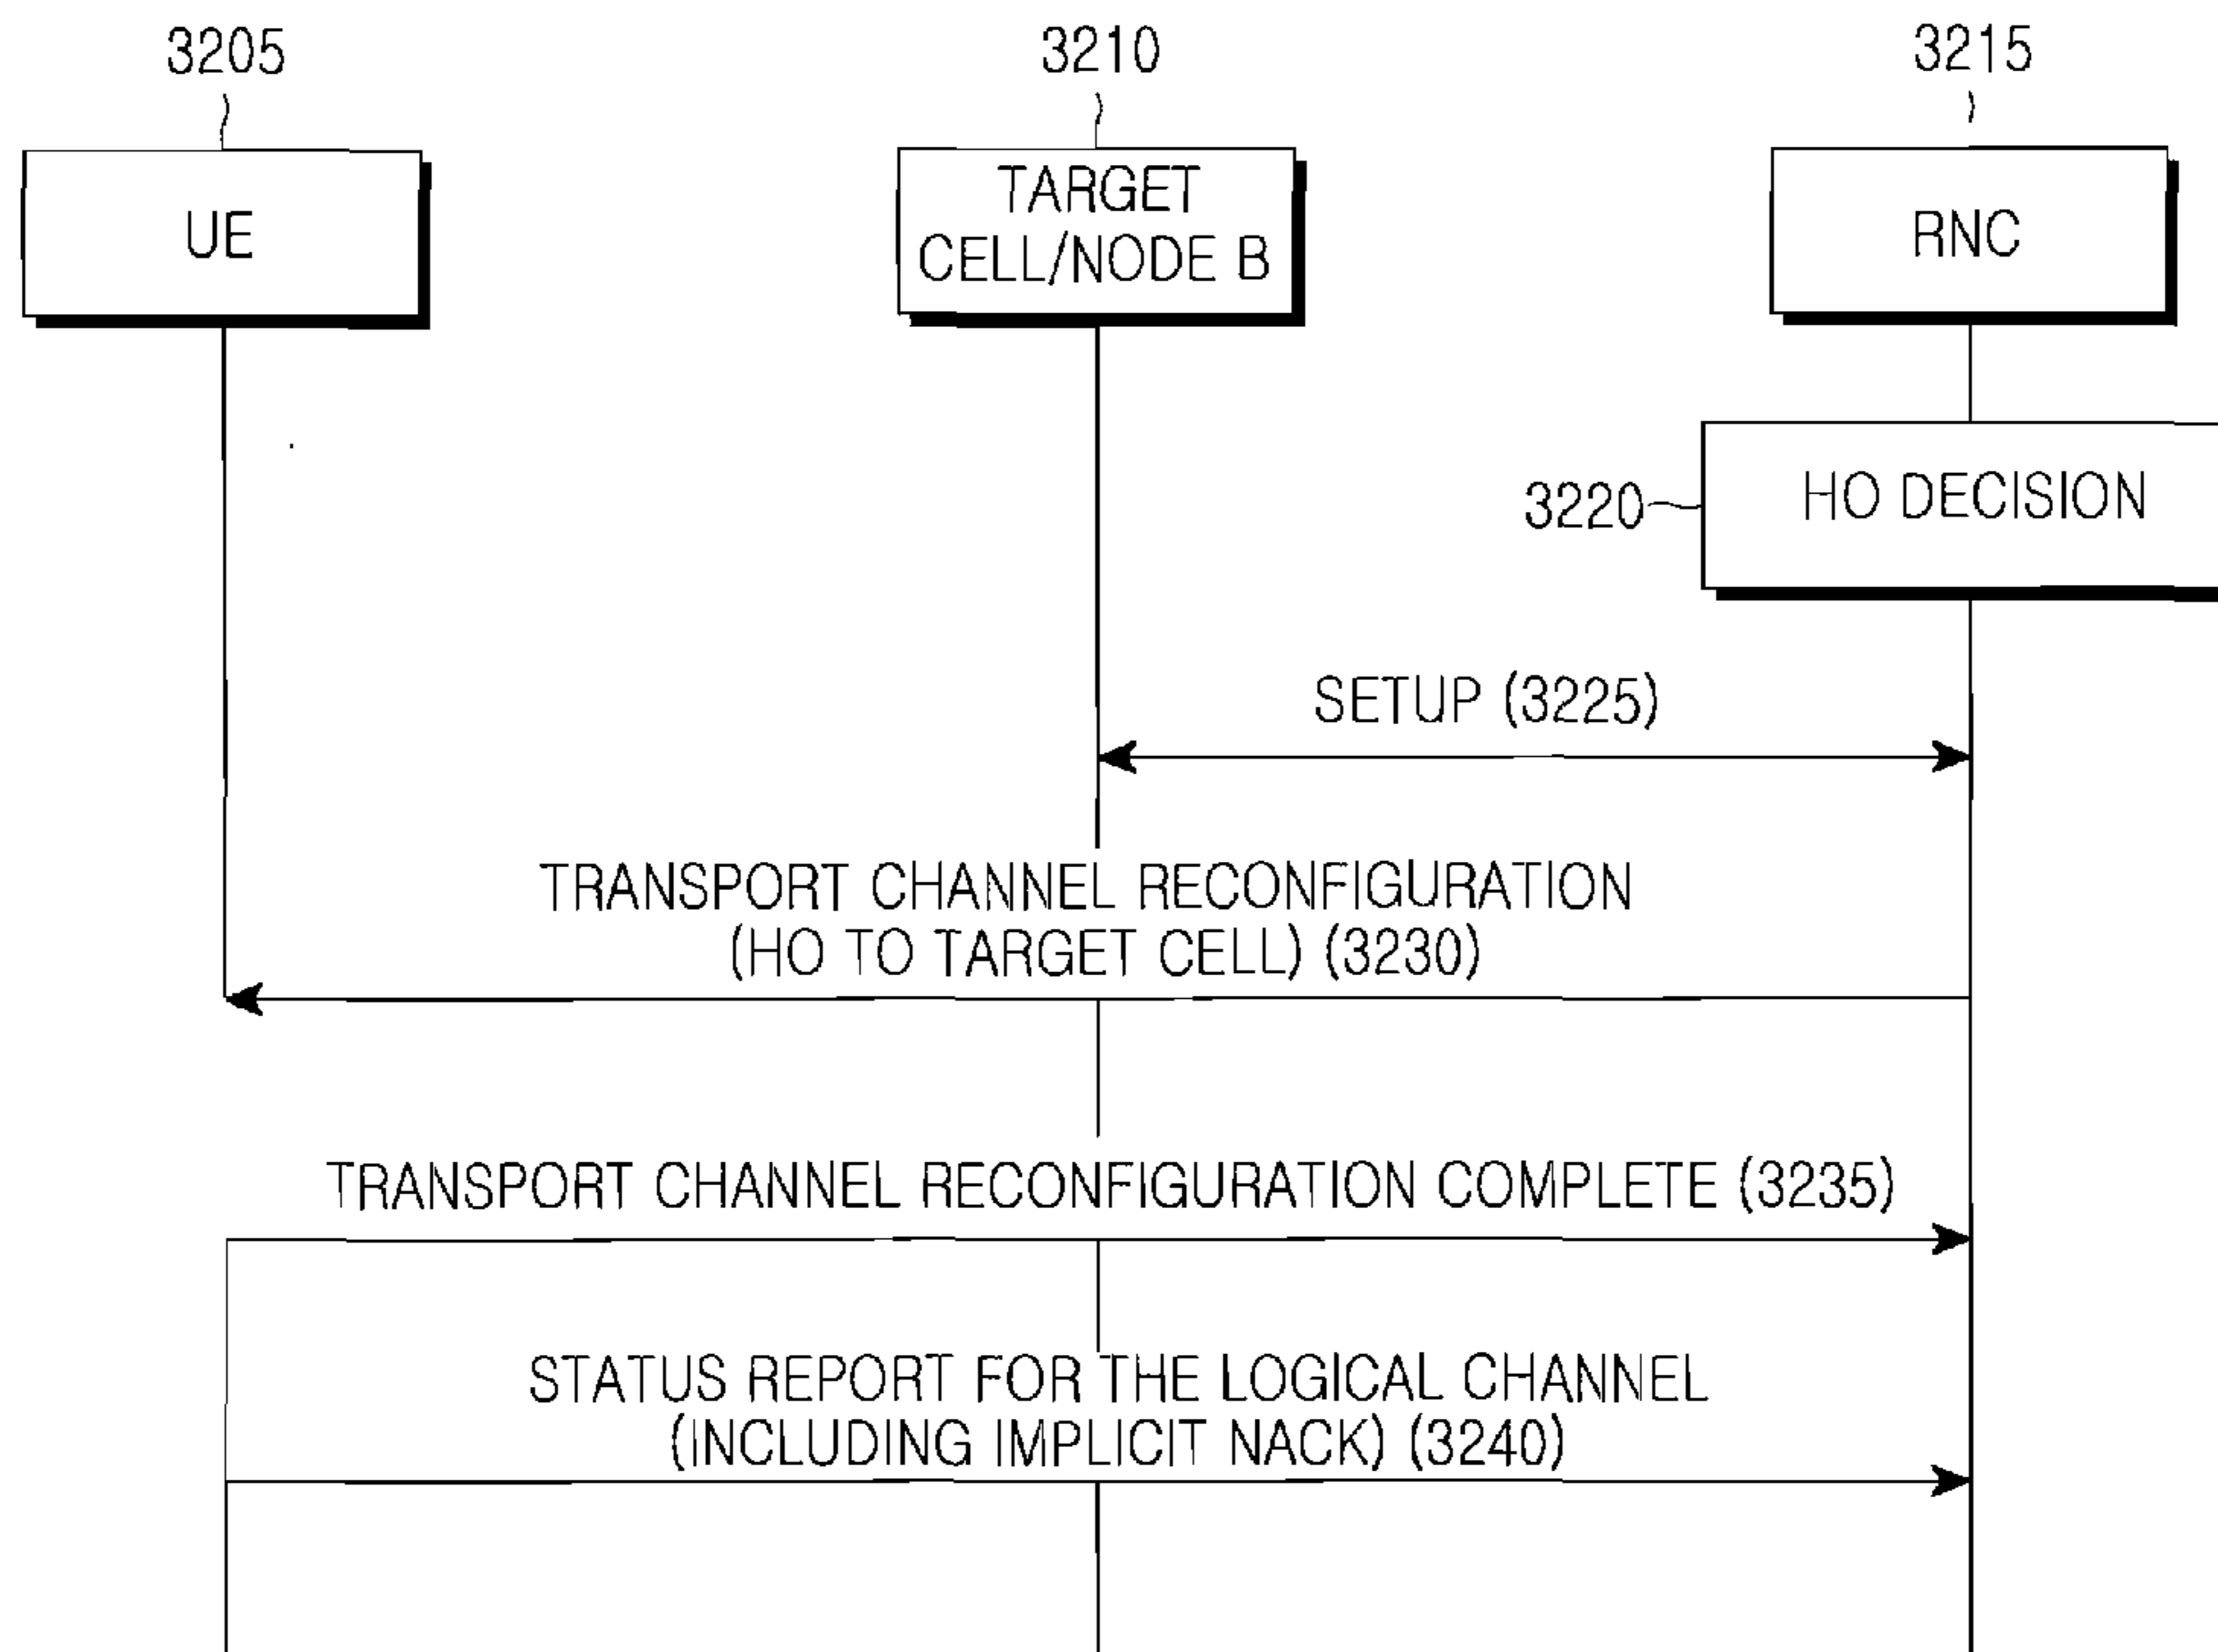 3205
3210
3215
UE
TARGET
CELL/NODE B
RNC
3220
HO DECISION
SETUP (3225)
TRANSPORT CHANNEL RECONFIGURATION
(HO TO TARGET CELL) (3230)
TRANSPORT CHANNEL RECONFIGURATION COMPLETE (3235)
STATUS REPORT FOR THE LOGICAL CHANNEL
(INCLUDING IMPLICIT NACK) (3240)